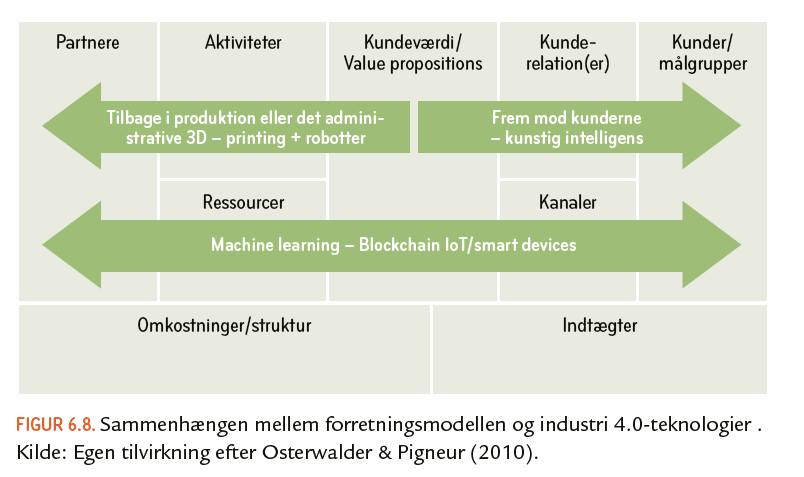 Partnere
Aktiviteter
Kundeværdi/
Value propositions
Kunde-
relation(er)
Kunder/
målgrupper
Tilbage i produktion eller det admini-
strative 3D – printing + robotter
Frem mod kunderne
– kunstig intelligens
Ressourcer
Kanaler
Machine learning – Blockchain IoT/smart devices
Omkostninger/struktur
Indtægter
FIGUR 6.8. Sammenhængen mellem forretningsmodellen og industri 4.0-teknologier .
Kilde: Egen tilvirkning efter Osterwalder & Pigneur (2010).